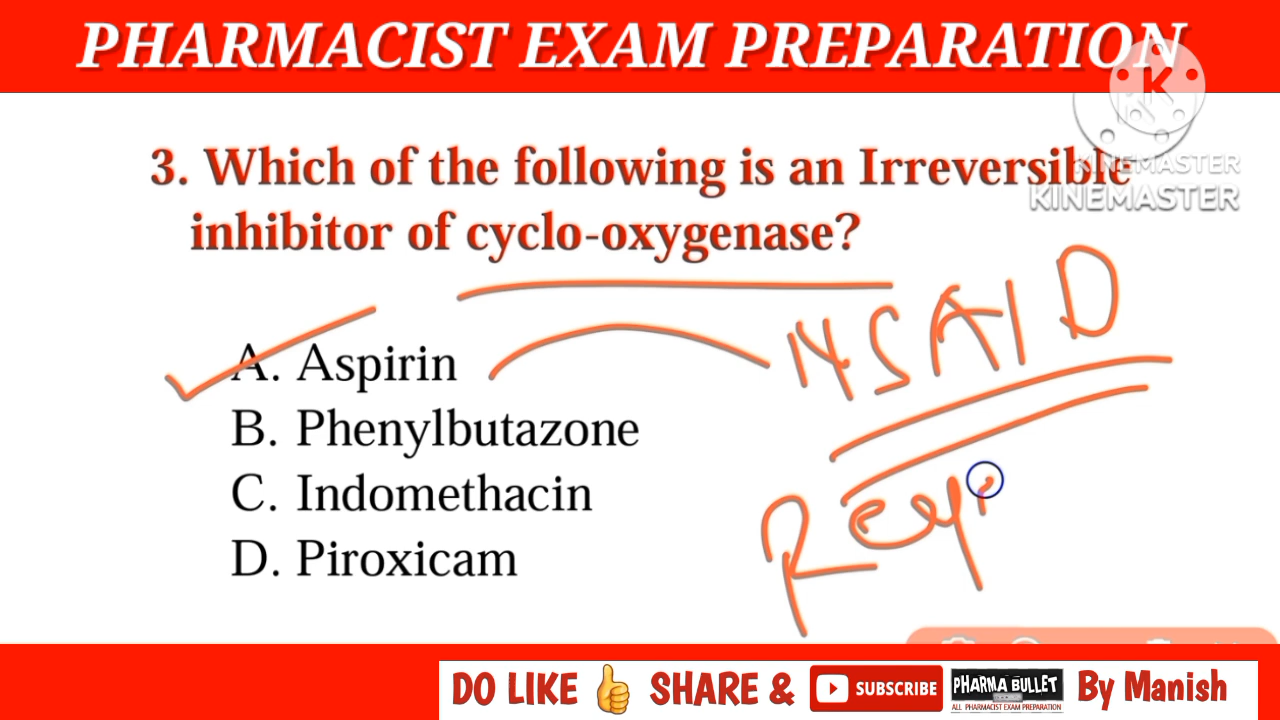 PHARMACIST EXAM PREPARATION
3. Which of the following is an Irreversible
KINEMASTER
KINEMASTER
inhibitor of cyclo-oxygenase?
NSAID
A. Aspirin
B. Phenylbutazone
C. Indomethacin
D. Piroxicam
DO LIKE SHARE & SUBSCRIBE PHARMA BULLET By Manish
ALL PHARMACIST EXAM PREPARATION